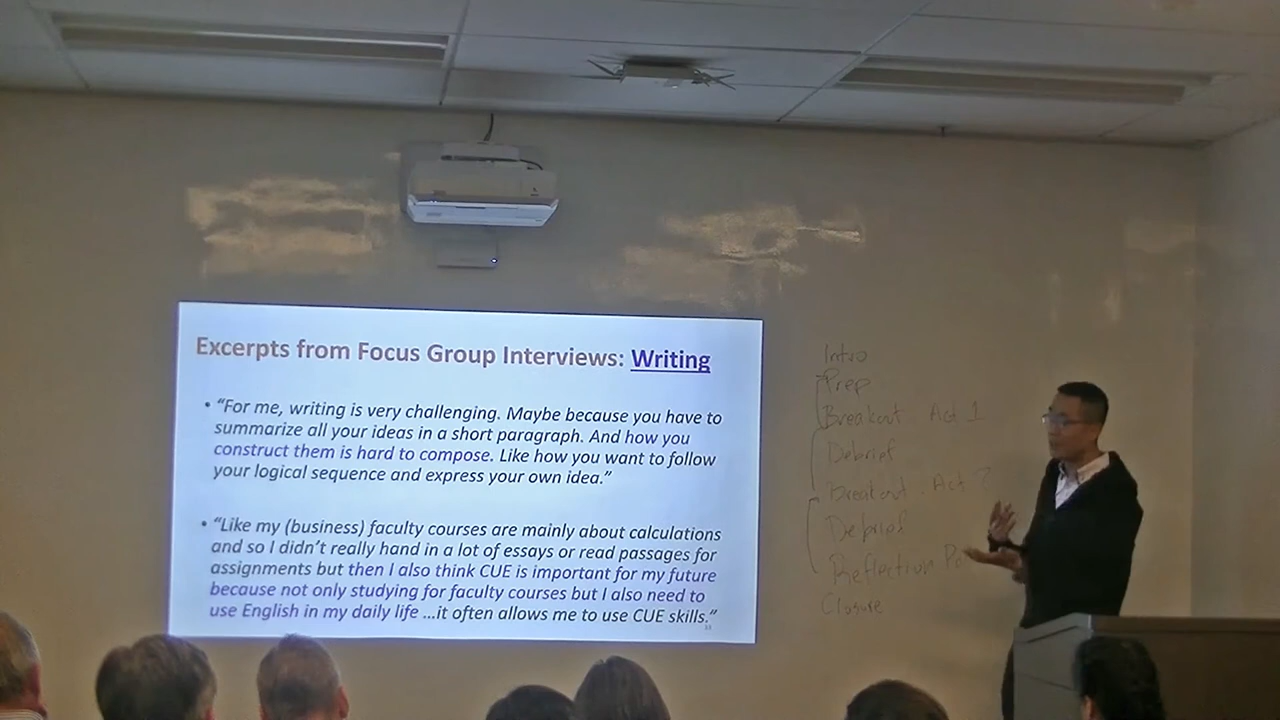 Excerpts from Focus Group Interviews: Writing
• “For me, writing is very challenging. Maybe because you have to
summarize all your ideas in a short paragraph. And how you
construct them is hard to compose. Like how you want to follow
your logical sequence and express your own idea.”
• “Like my (business) faculty courses are mainly about calculations
and so I didn’t really hand in a lot of essays or read passages for
assignments but then I also think CUE is important for my future
because not only studying for faculty courses but I also need to
use English in my daily life ...it often allows me to use CUE skills.”
Intro
Prep
Breakout Act 1
Debrief
Breakout . Act 2
Debrief
Reflection
Closure